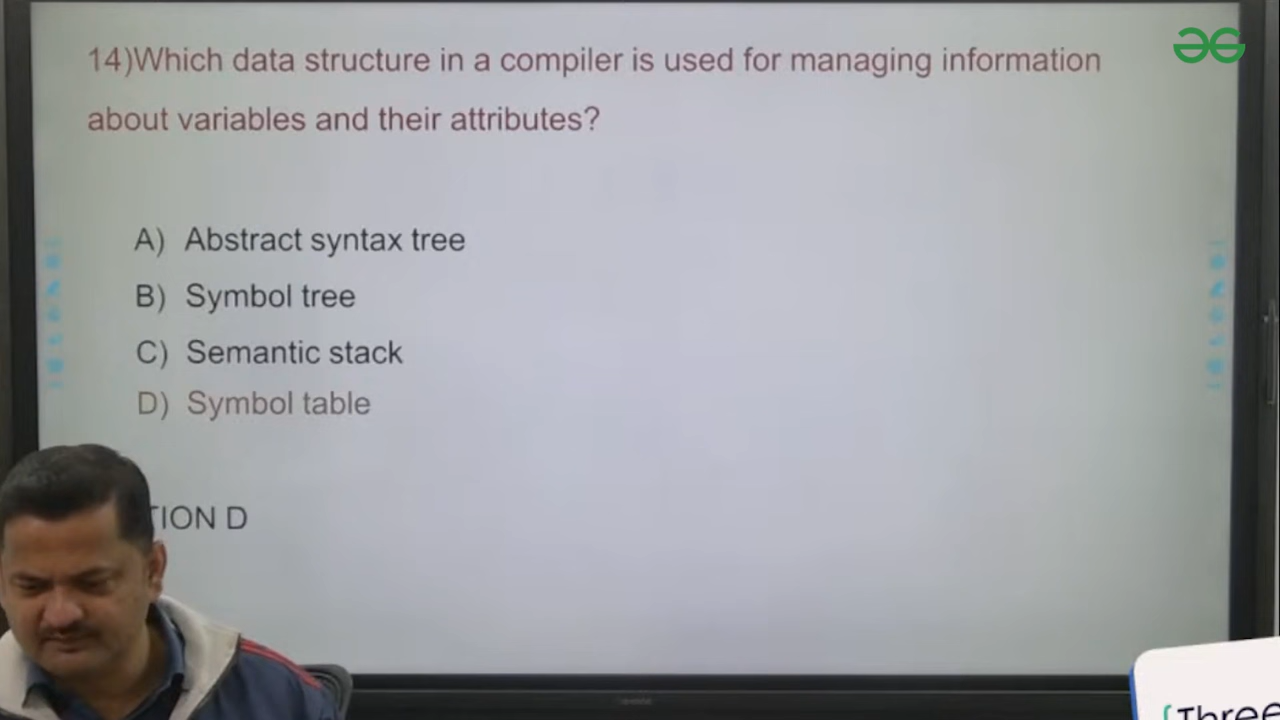 14)Which data structure in a compiler is used for managing information
about variables and their attributes?
A) Abstract syntax tree
B) Symbol tree
C) Semantic stack
D) Symbol table
TION D
{Three